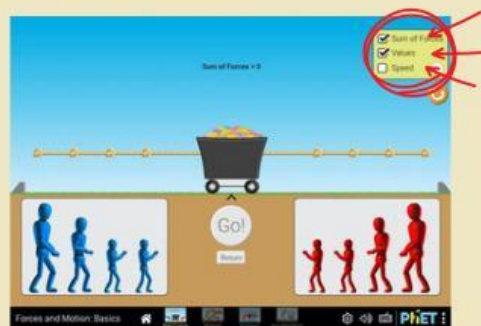 Sum of Forces
Values
Speed
Sum of Forces = 0
Go!
Return
Forces and Motion: Basics
PhET